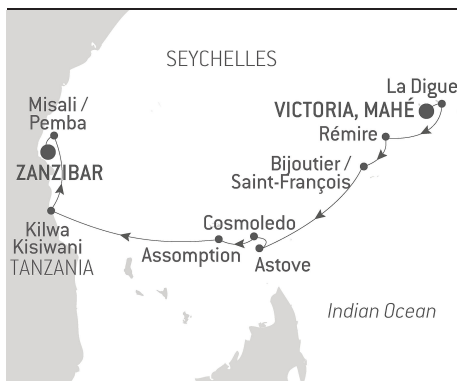 SEYCHELLES
La Digue
VICTORIA, MAHÉ
Rémire
Misali /
Pemba
ZANZIBAR
Bijoutier /
Saint-François
Kilwa
Kisiwani
TANZANIA
Cosmoledo
Assomption
Astove
Indian Ocean